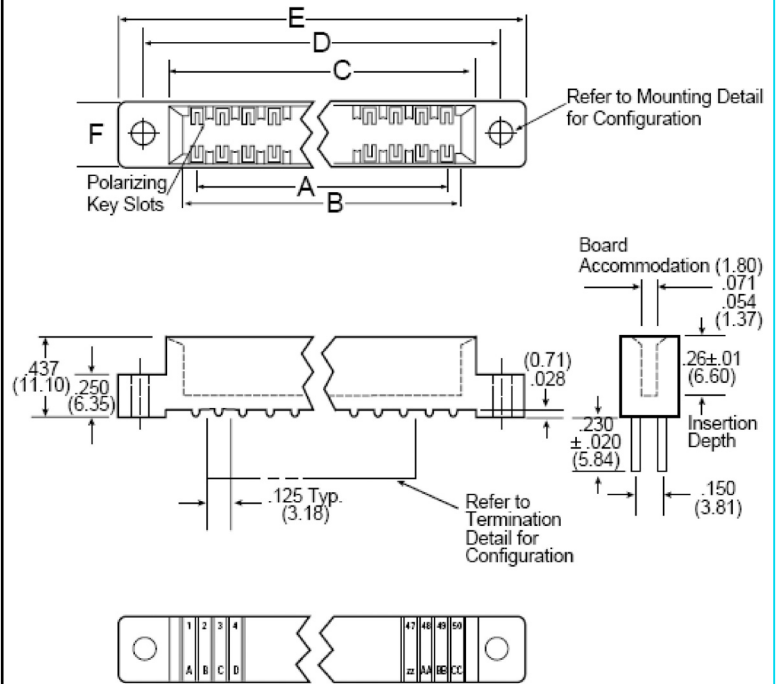 E
D
C
F
Refer to Mounting Detail
for Configuration
Polarizing
Key Slots
A
B
Board
Accommodation (1.80)
.071
.054
(1.37)
.437
(11.10)
.250
(6.35)
(0.71)
.028
.26±.01
(6.60)
Insertion
Depth
.230
± .020
(5.84)
.150
(3.81)
.125 Typ.
(3.18)
Refer to
Termination
Detail for
Configuration
1 2 3 4
47 48 49 50
A B C D
zz AA BB CC